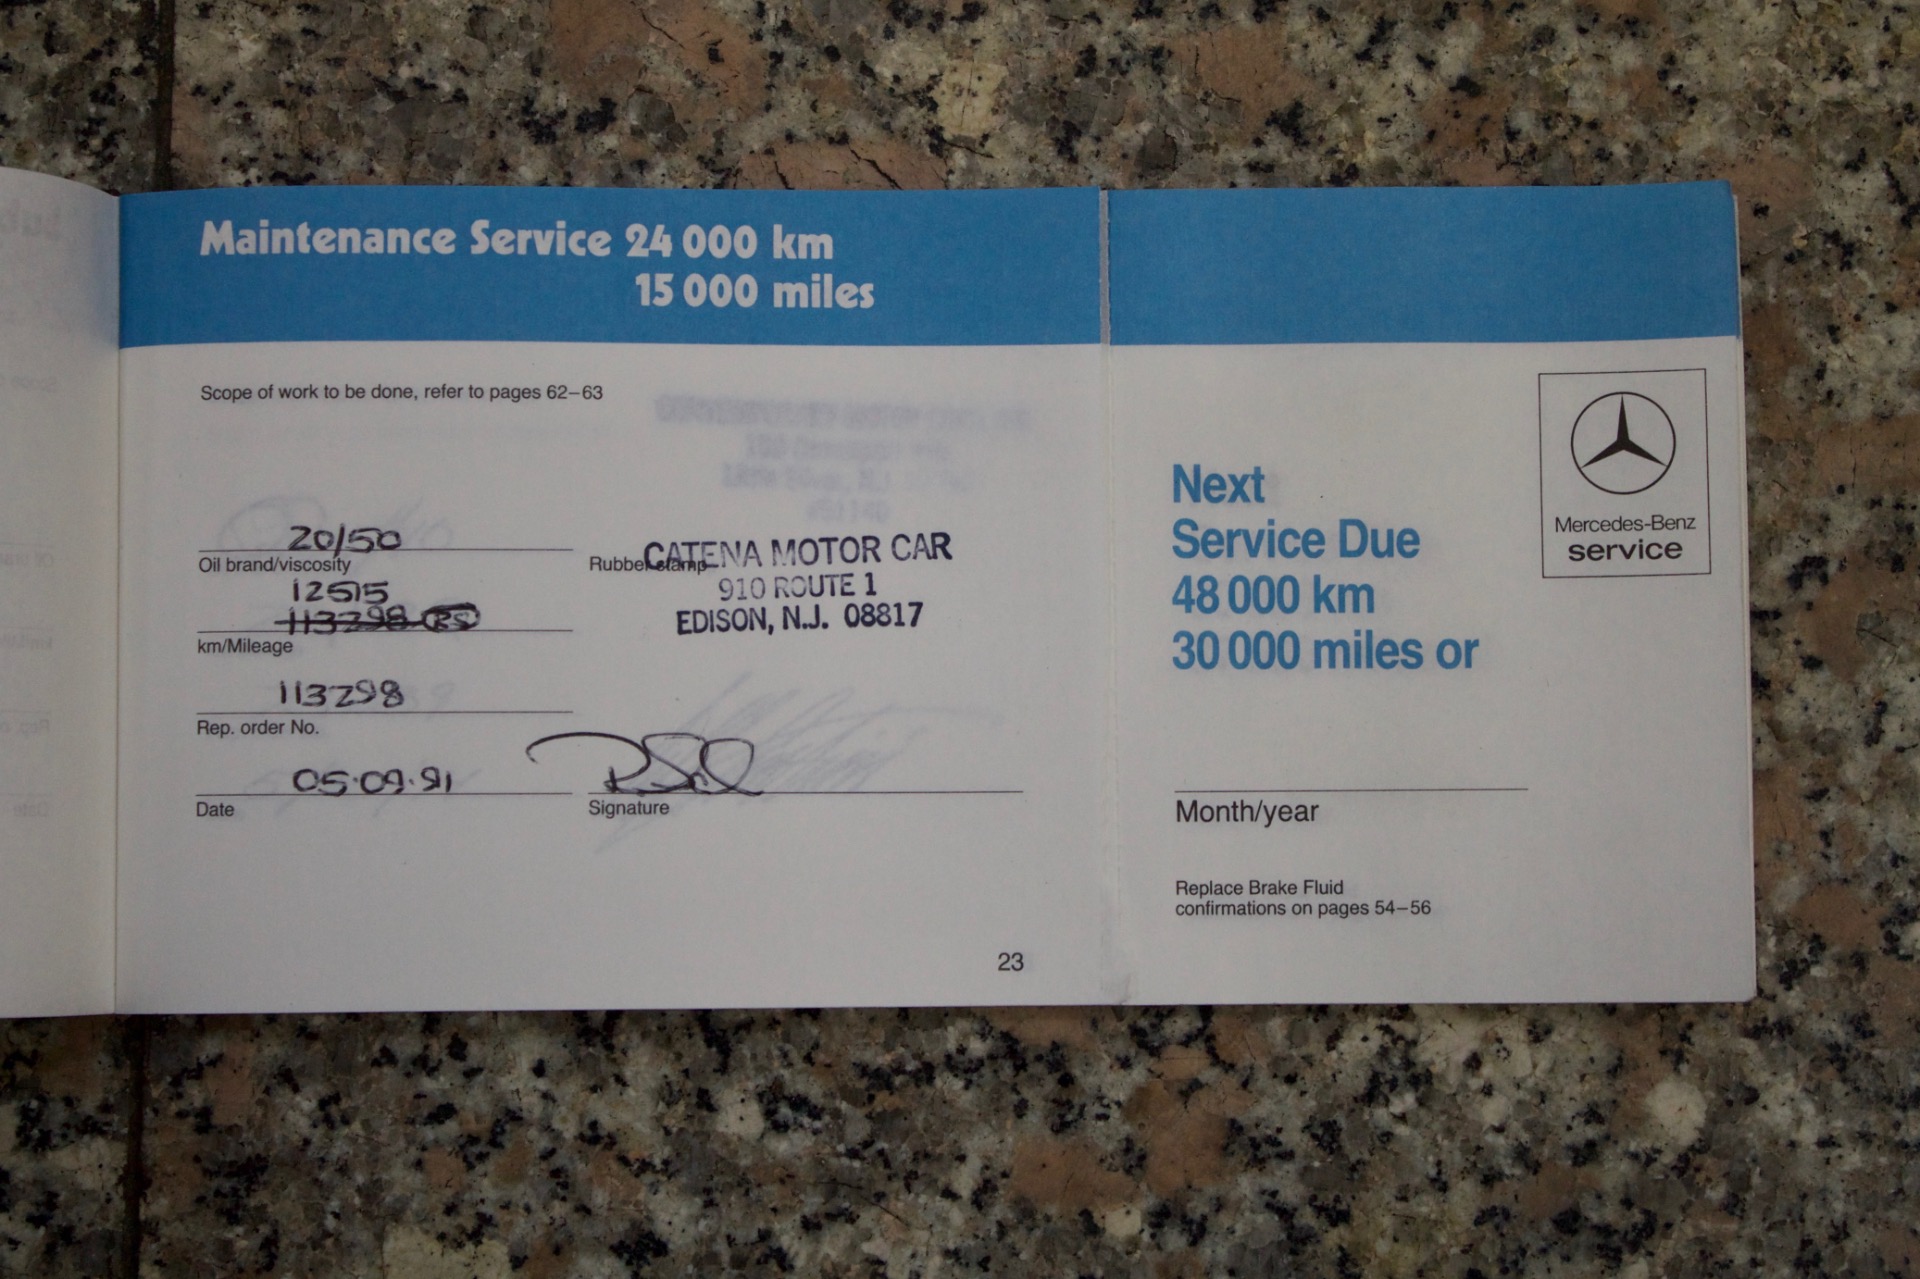 Maintenance Service 24 000 km
15 000 miles
Scope of work to be done, refer to pages 62–63
20/50
Oil brand/viscosity
12515
113298 RS
km/Mileage
113298
Rep. order No.
05·09·91
Date
Rubber stamp
CATENA MOTOR CAR
910 ROUTE 1
EDISON, N.J. 08817
Signature
23
Next
Service Due
48 000 km
30 000 miles or
Month/year
Replace Brake Fluid
confirmations on pages 54–56
Mercedes-Benz
service